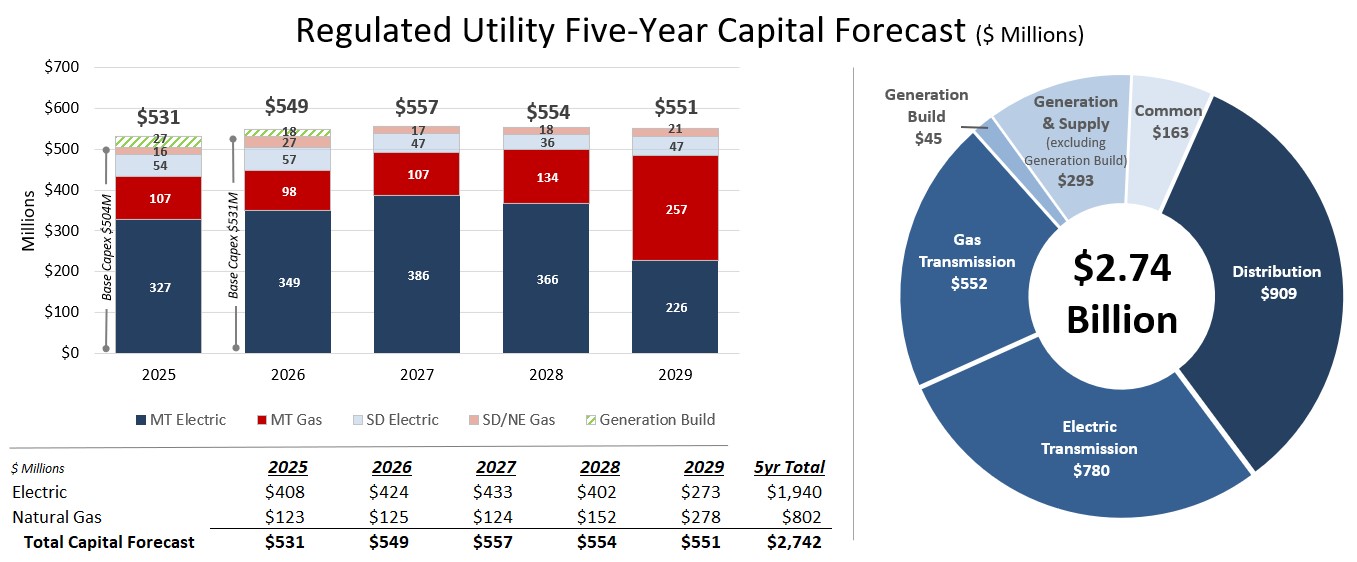 Regulated Utility Five-Year Capital Forecast ($ Millions)
$700
$600
$500
$400
$300
$200
$100
$0
Millions
$531
27
16
54
107
327
Base Capex $504M
$549
18
27
57
98
349
Base Capex $531M
$557
17
47
107
386
$554
18
36
134
366
$551
21
47
257
226
2025 2026 2027 2028 2029
MT Electric MT Gas SD Electric SD/NE Gas Generation Build
$ Millions 2025 2026 2027 2028 2029 5yr Total
Electric $408 $424 $433 $402 $273 $1,940
Natural Gas $123 $125 $124 $152 $278 $802
Total Capital Forecast $531 $549 $557 $554 $551 $2,742
Generation
Build
$45
Generation
& Supply
(excluding
Generation Build)
$293
Common
$163
Gas
Transmission
$552
$2.74
Billion
Distribution
$909
Electric
Transmission
$780